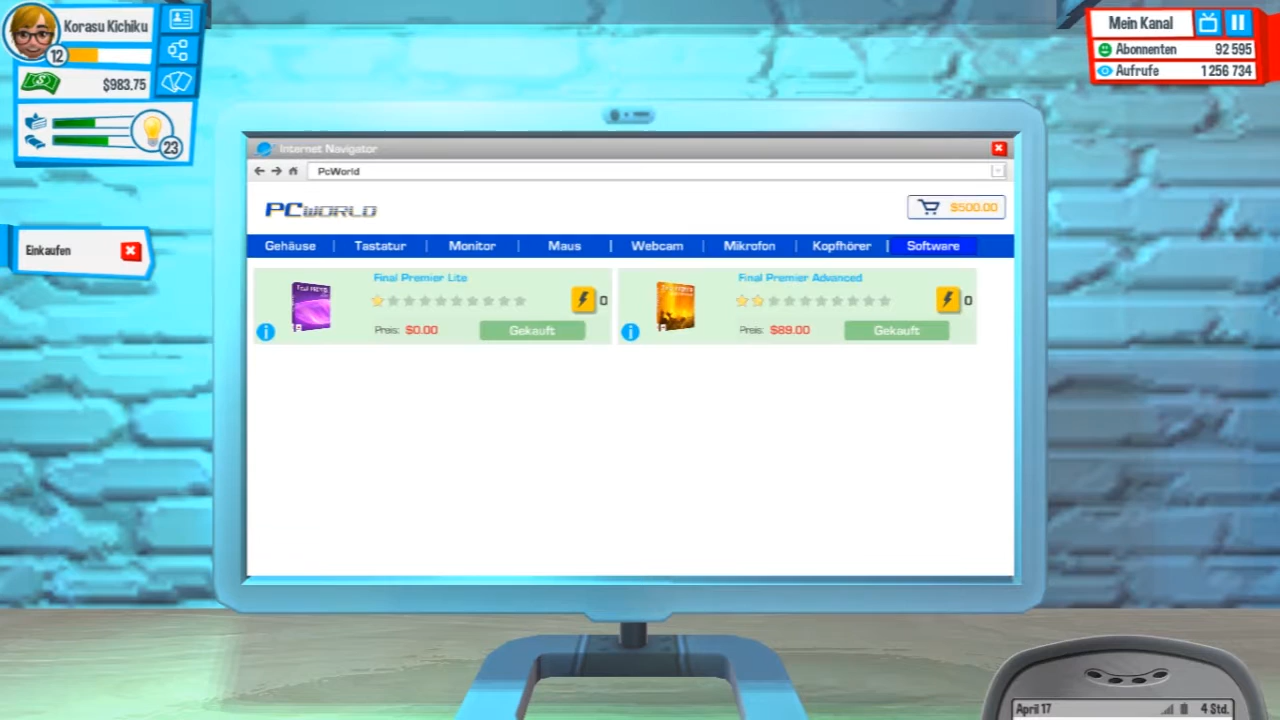 Korasu Kichiku
12
$983.75
23
Einkaufen
Mein Kanal
Abonnenten 92 595
Aufrufe 1 256 734
Internet Navigator
PcWorld
PCWORLD
$500.00
Gehäuse | Tastatur | Monitor | Maus | Webcam | Mikrofon | Kopfhörer | Software
Final Premier Lite
0
Preis: $0.00 Gekauft
Final Premier Advanced
0
Preis: $89.00 Gekauft
April 17 4 Std.